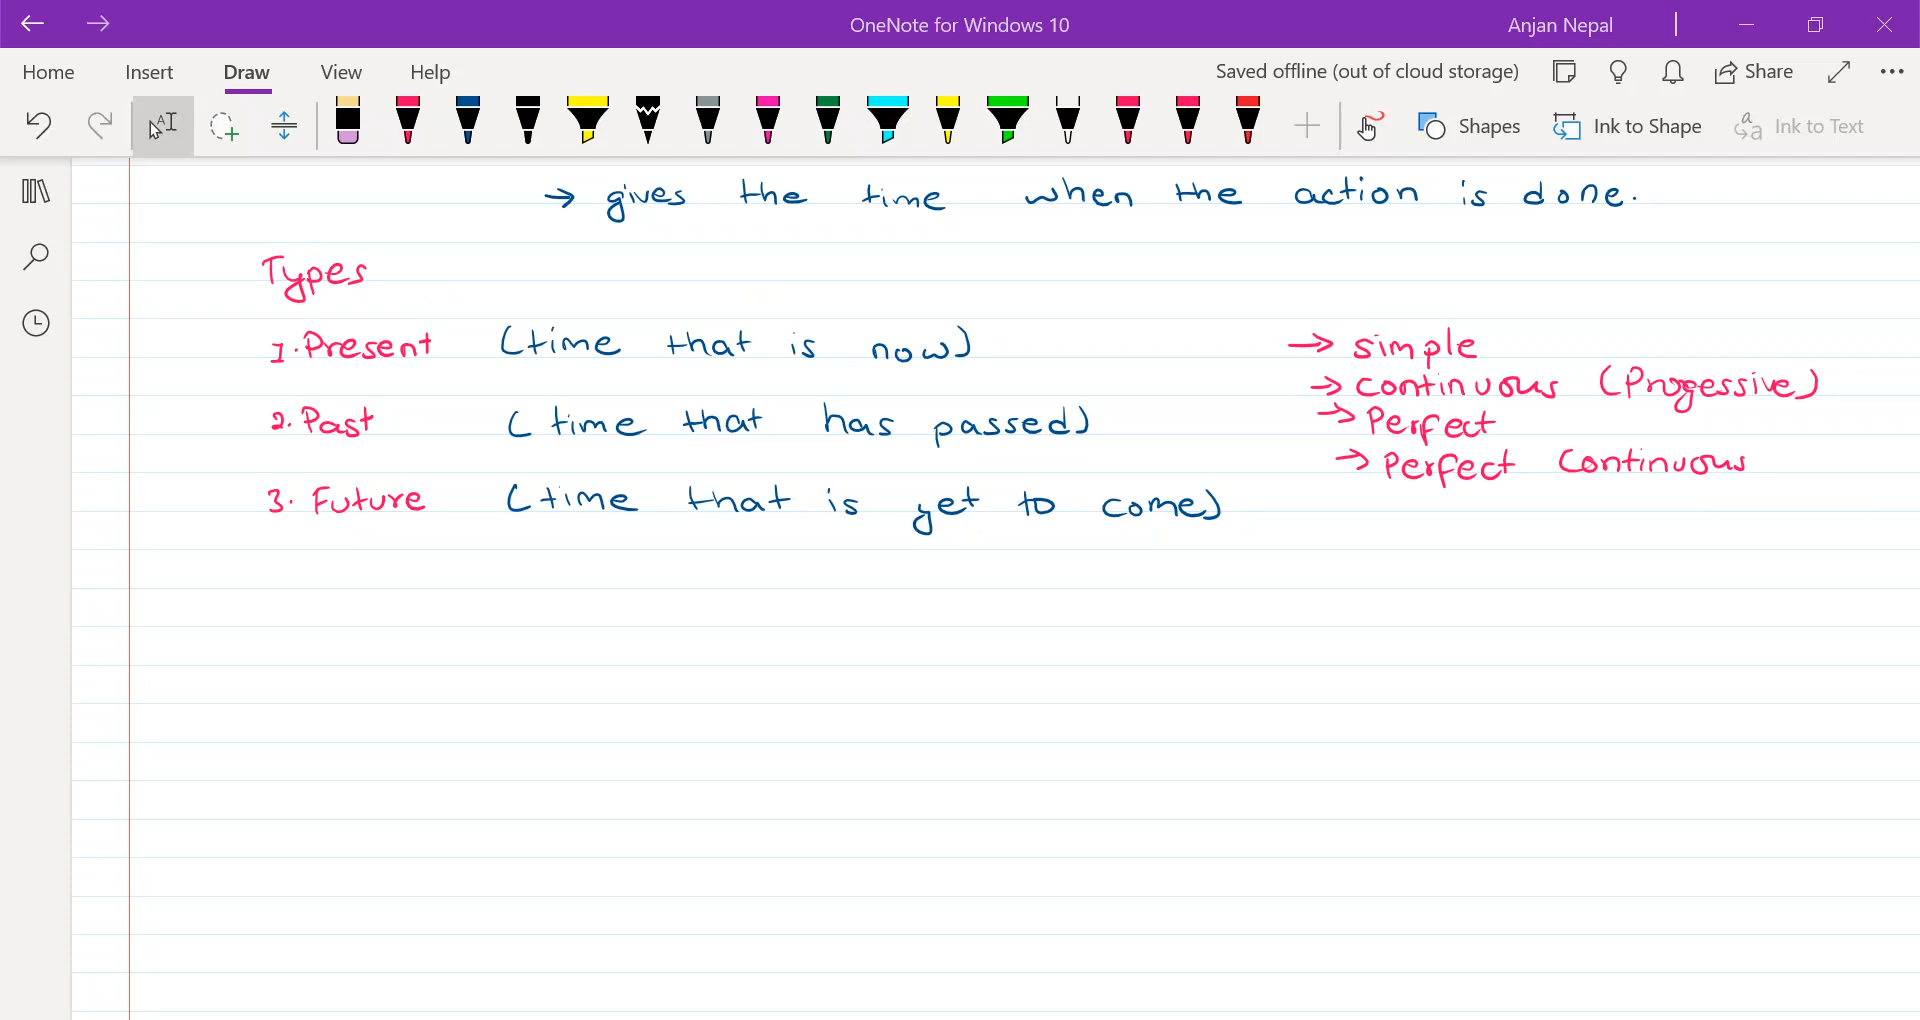 OneNote for Windows 10
Anjan Nepal
Home Insert Draw View Help
Saved offline (out of cloud storage)
Share
Shapes
Ink to Shape
Ink to Text
→ gives the time when the action is done.
Types
1. Present (time that is now)
→ simple
→ continuous (Progessive)
2. Past (time that has passed)
→ Perfect
→ Perfect Continuous
3. Future (time that is yet to come)